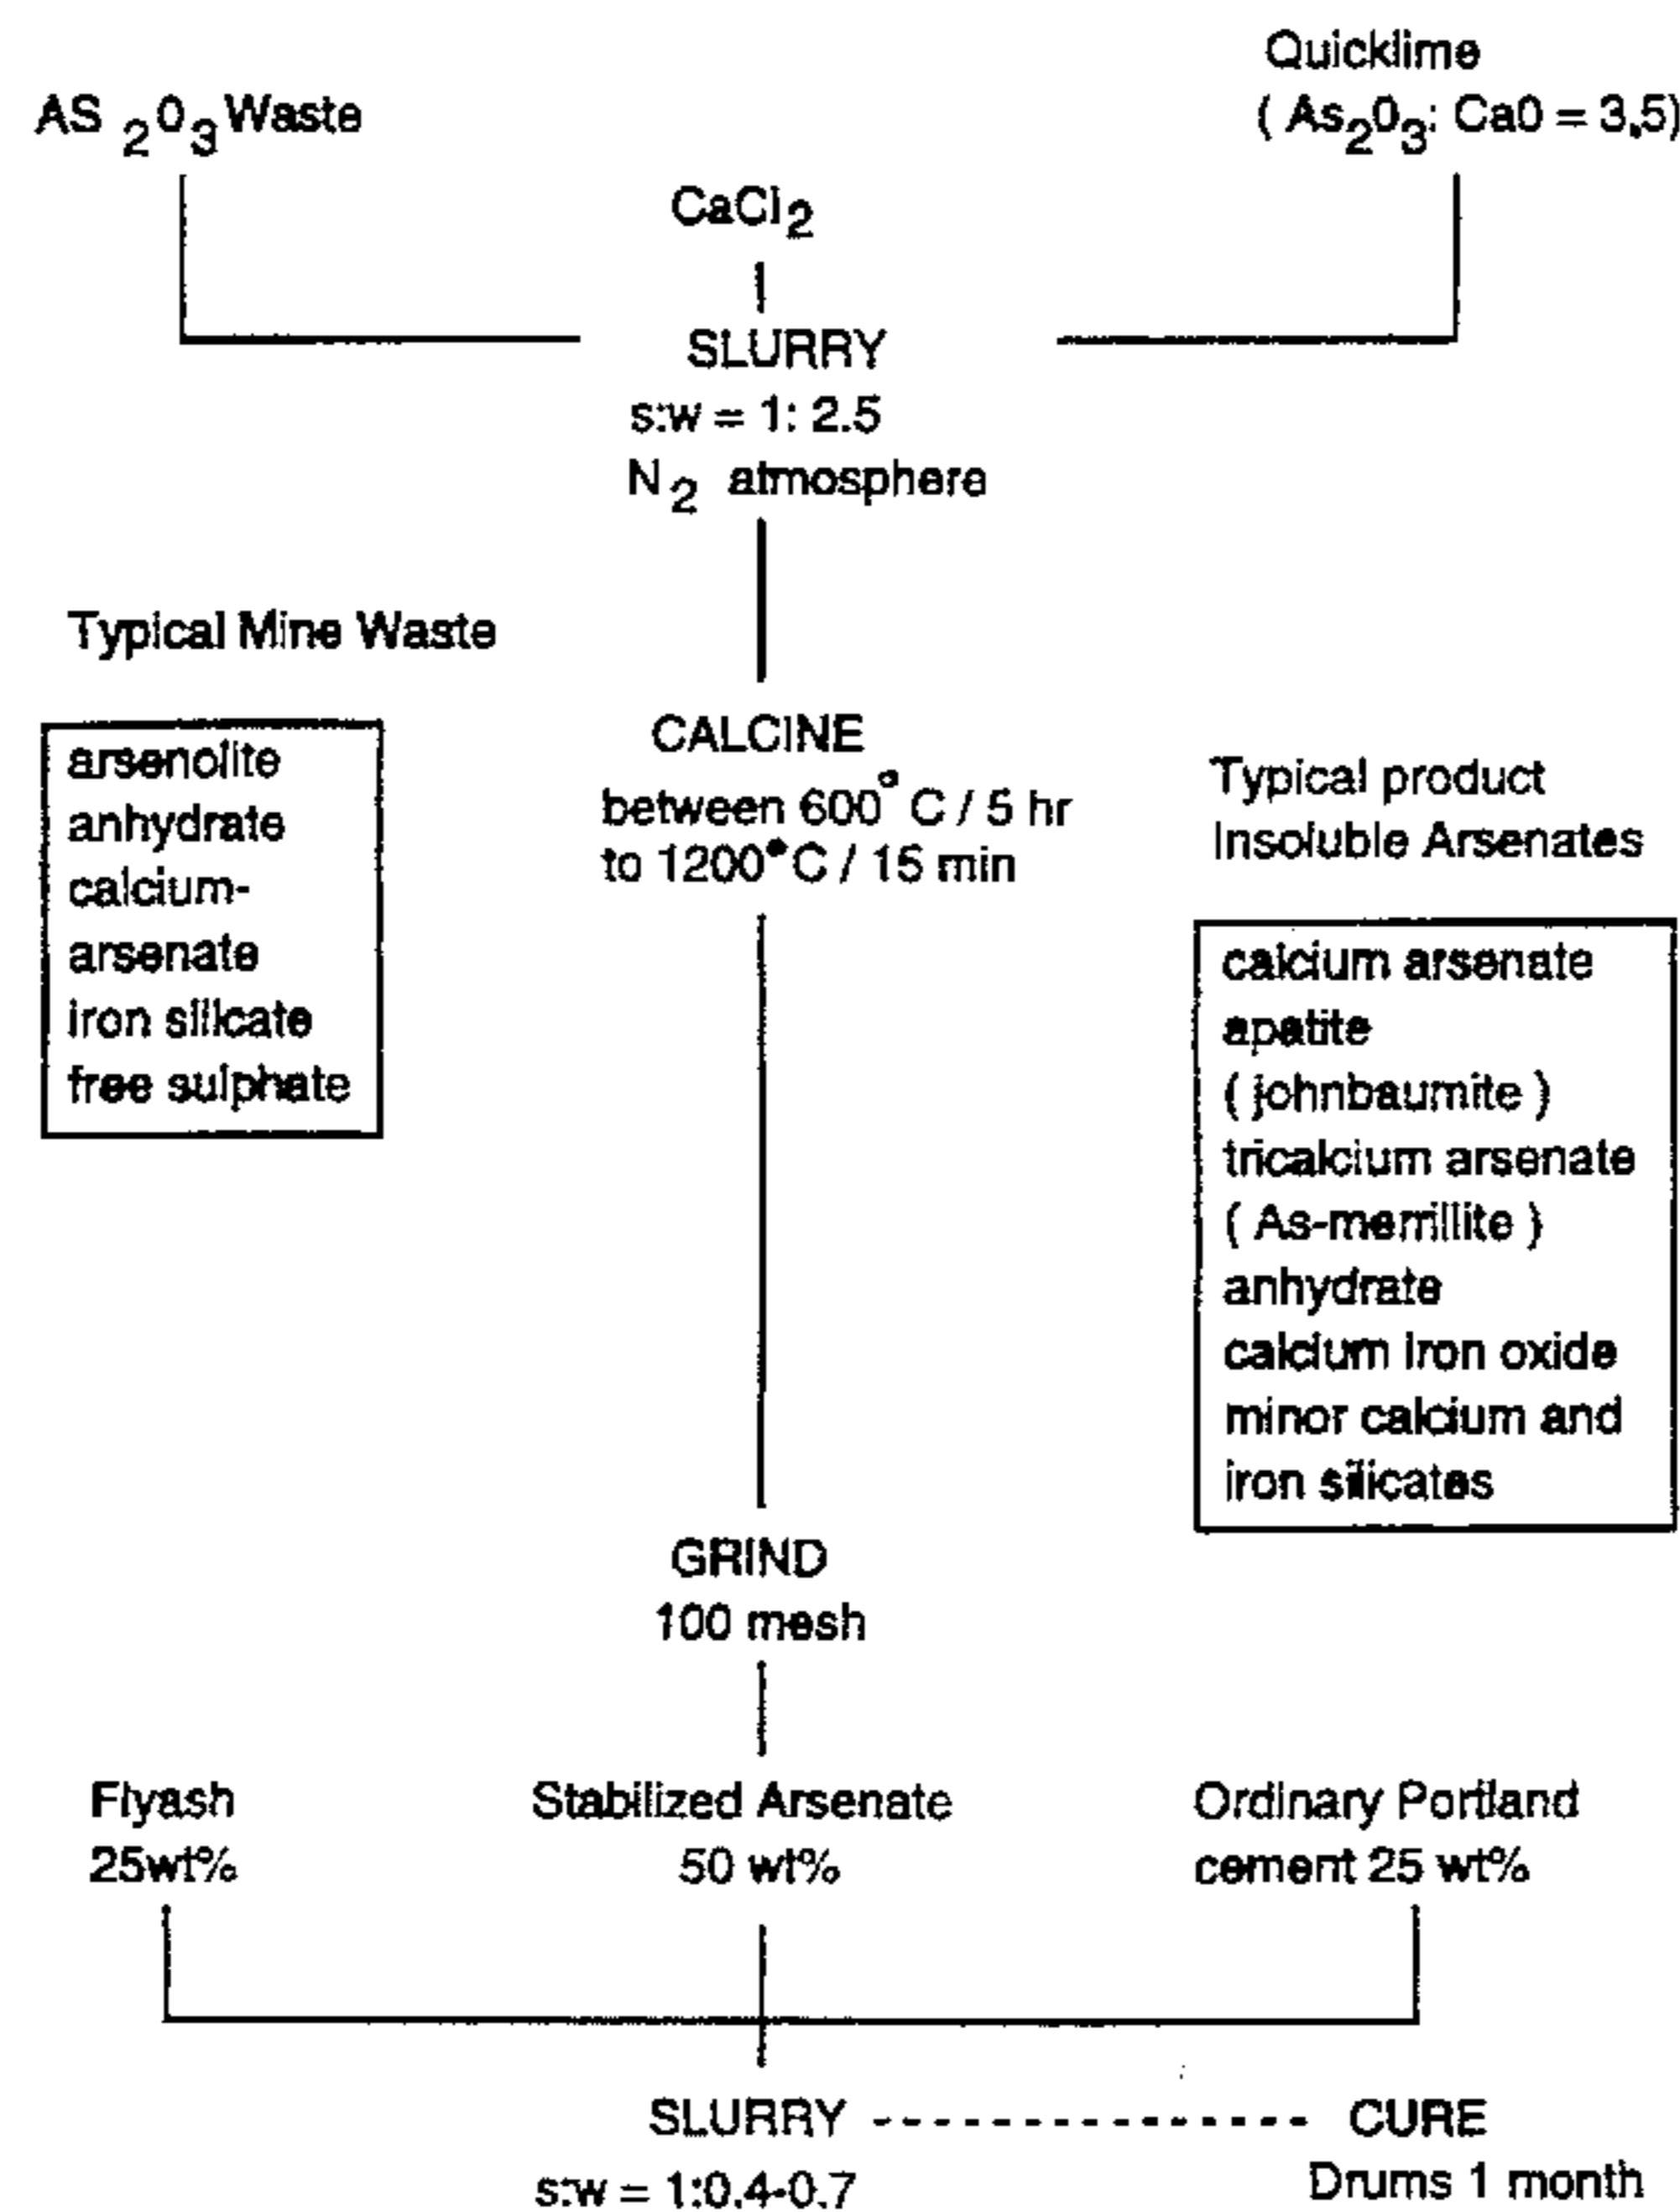 AS2O3 Waste
Quicklime
( As2O3: CaO = 3.5)
CaCl2
SLURRY
s:w = 1: 2.5
N2 atmosphere
Typical Mine Waste
arsenolite
anhydrate
calcium-
arsenate
iron silicate
free sulphate
CALCINE
between 600° C / 5 hr
to 1200° C / 15 min
Typical product
Insoluble Arsenates
calcium arsenate
apatite
( johnbaumite )
tricalcium arsenate
( As-merrillite )
anhydrate
calcium iron oxide
minor calcium and
iron silicates
GRIND
100 mesh
Flyash
25wt%
Stabilized Arsenate
50 wt%
Ordinary Portland
cement 25 wt%
SLURRY
s:w = 1:0.4-0.7
CURE
Drums 1 month